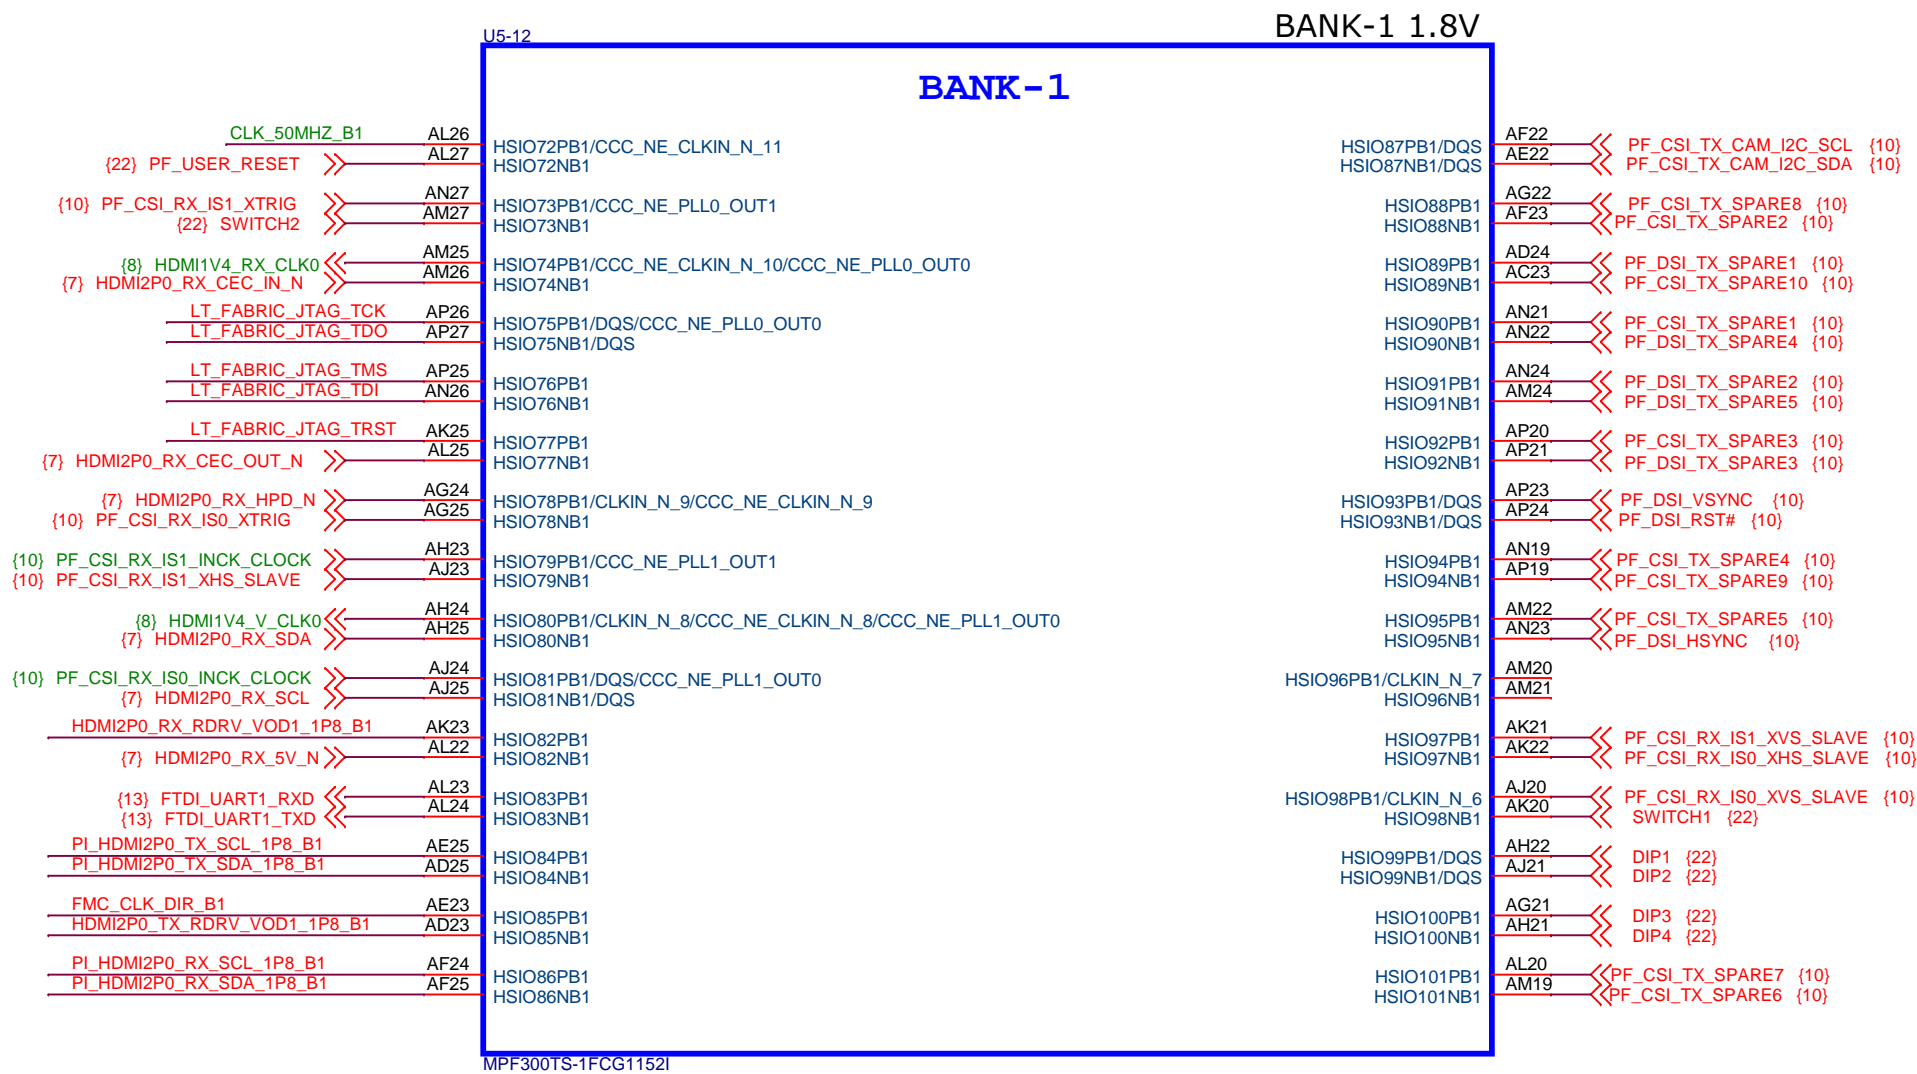 BANK-1 1.8V
U5-12
BANK-1
CLK_50MHZ_B1 AL26 HSIO72PB1/CCC_NE_CLKIN_N_11
{22} PF_USER_RESET AL27 HSIO72NB1
{10} PF_CSI_RX_IS1_XTRIG AN27 HSIO73PB1/CCC_NE_PLL0_OUT1
{22} SWITCH2 AM27 HSIO73NB1
{8} HDMI1V4_RX_CLK0 AM25 HSIO74PB1/CCC_NE_CLKIN_N_10/CCC_NE_PLL0_OUT0
{7} HDMI2P0_RX_CEC_IN_N AM26 HSIO74NB1
LT_FABRIC_JTAG_TCK AP26 HSIO75PB1/DQS/CCC_NE_PLL0_OUT0
LT_FABRIC_JTAG_TDO AP27 HSIO75NB1/DQS
LT_FABRIC_JTAG_TMS AP25 HSIO76PB1
LT_FABRIC_JTAG_TDI AN26 HSIO76NB1
LT_FABRIC_JTAG_TRST AK25 HSIO77PB1
{7} HDMI2P0_RX_CEC_OUT_N AL25 HSIO77NB1
{7} HDMI2P0_RX_HPD_N AG24 HSIO78PB1/CLKIN_N_9/CCC_NE_CLKIN_N_9
{10} PF_CSI_RX_IS0_XTRIG AG25 HSIO78NB1
{10} PF_CSI_RX_IS1_INCK_CLOCK AH23 HSIO79PB1/CCC_NE_PLL1_OUT1
{10} PF_CSI_RX_IS1_XHS_SLAVE AJ23 HSIO79NB1
{8} HDMI1V4_V_CLK0 AH24 HSIO80PB1/CLKIN_N_8/CCC_NE_CLKIN_N_8/CCC_NE_PLL1_OUT0
{7} HDMI2P0_RX_SDA AH25 HSIO80NB1
{10} PF_CSI_RX_IS0_INCK_CLOCK AJ24 HSIO81PB1/DQS/CCC_NE_PLL1_OUT0
{7} HDMI2P0_RX_SCL AJ25 HSIO81NB1/DQS
HDMI2P0_RX_RDRV_VOD1_1P8_B1 AK23 HSIO82PB1
{7} HDMI2P0_RX_5V_N AL22 HSIO82NB1
{13} FTDI_UART1_RXD AL23 HSIO83PB1
{13} FTDI_UART1_TXD AL24 HSIO83NB1
PI_HDMI2P0_TX_SCL_1P8_B1 AE25 HSIO84PB1
PI_HDMI2P0_TX_SDA_1P8_B1 AD25 HSIO84NB1
FMC_CLK_DIR_B1 AE23 HSIO85PB1
HDMI2P0_TX_RDRV_VOD1_1P8_B1 AD23 HSIO85NB1
PI_HDMI2P0_RX_SCL_1P8_B1 AF24 HSIO86PB1
PI_HDMI2P0_RX_SDA_1P8_B1 AF25 HSIO86NB1
HSIO87PB1/DQS AF22 PF_CSI_TX_CAM_I2C_SCL {10}
HSIO87NB1/DQS AE22 PF_CSI_TX_CAM_I2C_SDA {10}
HSIO88PB1 AG22 PF_CSI_TX_SPARE8 {10}
HSIO88NB1 AF23 PF_CSI_TX_SPARE2 {10}
HSIO89PB1 AD24 PF_DSI_TX_SPARE1 {10}
HSIO89NB1 AC23 PF_CSI_TX_SPARE10 {10}
HSIO90PB1 AN21 PF_CSI_TX_SPARE1 {10}
HSIO90NB1 AN22 PF_DSI_TX_SPARE4 {10}
HSIO91PB1 AN24 PF_DSI_TX_SPARE2 {10}
HSIO91NB1 AM24 PF_DSI_TX_SPARE5 {10}
HSIO92PB1 AP20 PF_CSI_TX_SPARE3 {10}
HSIO92NB1 AP21 PF_DSI_TX_SPARE3 {10}
HSIO93PB1/DQS AP23 PF_DSI_VSYNC {10}
HSIO93NB1/DQS AP24 PF_DSI_RST# {10}
HSIO94PB1 AN19 PF_CSI_TX_SPARE4 {10}
HSIO94NB1 AP19 PF_CSI_TX_SPARE9 {10}
HSIO95PB1 AM22 PF_CSI_TX_SPARE5 {10}
HSIO95NB1 AN23 PF_DSI_HSYNC {10}
HSIO96PB1/CLKIN_N_7 AM20
HSIO96NB1 AM21
HSIO97PB1 AK21 PF_CSI_RX_IS1_XVS_SLAVE {10}
HSIO97NB1 AK22 PF_CSI_RX_IS0_XHS_SLAVE {10}
HSIO98PB1/CLKIN_N_6 AJ20 PF_CSI_RX_IS0_XVS_SLAVE {10}
HSIO98NB1 AK20 SWITCH1 {22}
HSIO99PB1/DQS AH22 DIP1 {22}
HSIO99NB1/DQS AJ21 DIP2 {22}
HSIO100PB1 AG21 DIP3 {22}
HSIO100NB1 AH21 DIP4 {22}
HSIO101PB1 AL20 PF_CSI_TX_SPARE7 {10}
HSIO101NB1 AM19 PF_CSI_TX_SPARE6 {10}
MPF300TS-1FCG1152I